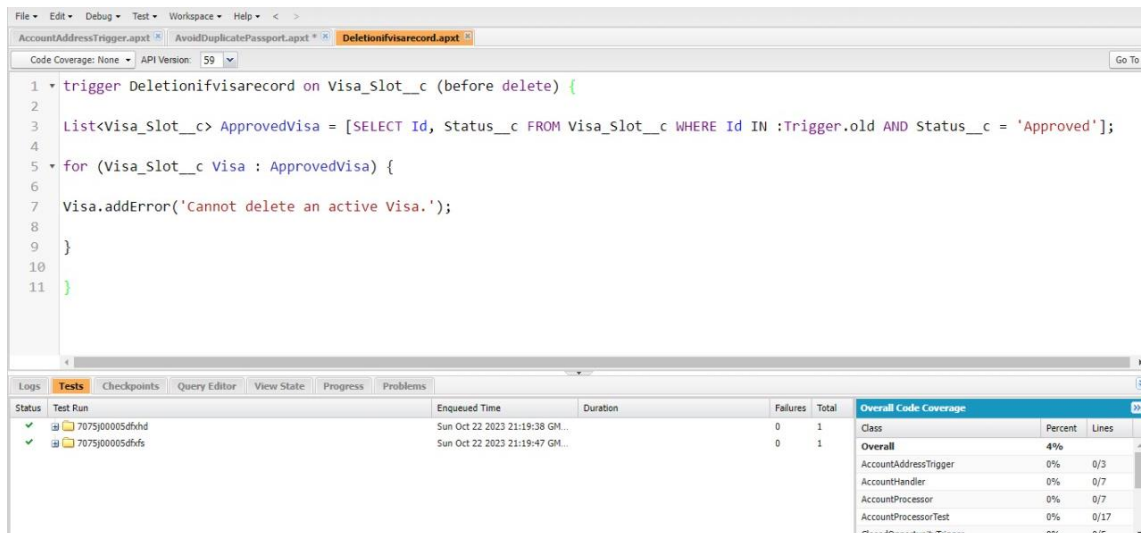 File Edit Debug Test Workspace Help < >
AccountAddressTrigger.apxt AvoidDuplicatePassport.apxt * Deletionifvisarecord.apxt
Code Coverage: None API Version: 59 Go To
1 trigger Deletionifvisarecord on Visa_Slot__c (before delete) {
2
3 List<Visa_Slot__c> ApprovedVisa = [SELECT Id, Status__c FROM Visa_Slot__c WHERE Id IN :Trigger.old AND Status__c = 'Approved'];
4
5 for (Visa_Slot__c Visa : ApprovedVisa) {
6
7 Visa.addError('Cannot delete an active Visa.');
8
9 }
10
11 }
Logs Tests Checkpoints Query Editor View State Progress Problems
Status Test Run Enqueued Time Duration Failures Total Overall Code Coverage
7075j00005dfxhd Sun Oct 22 2023 21:19:38 GM... 0 1 Class Percent Lines
7075j00005dfxfs Sun Oct 22 2023 21:19:47 GM... 0 1 Overall 4%
AccountAddressTrigger 0% 0/3
AccountHandler 0% 0/7
AccountProcessor 0% 0/7
AccountProcessorTest 0% 0/17